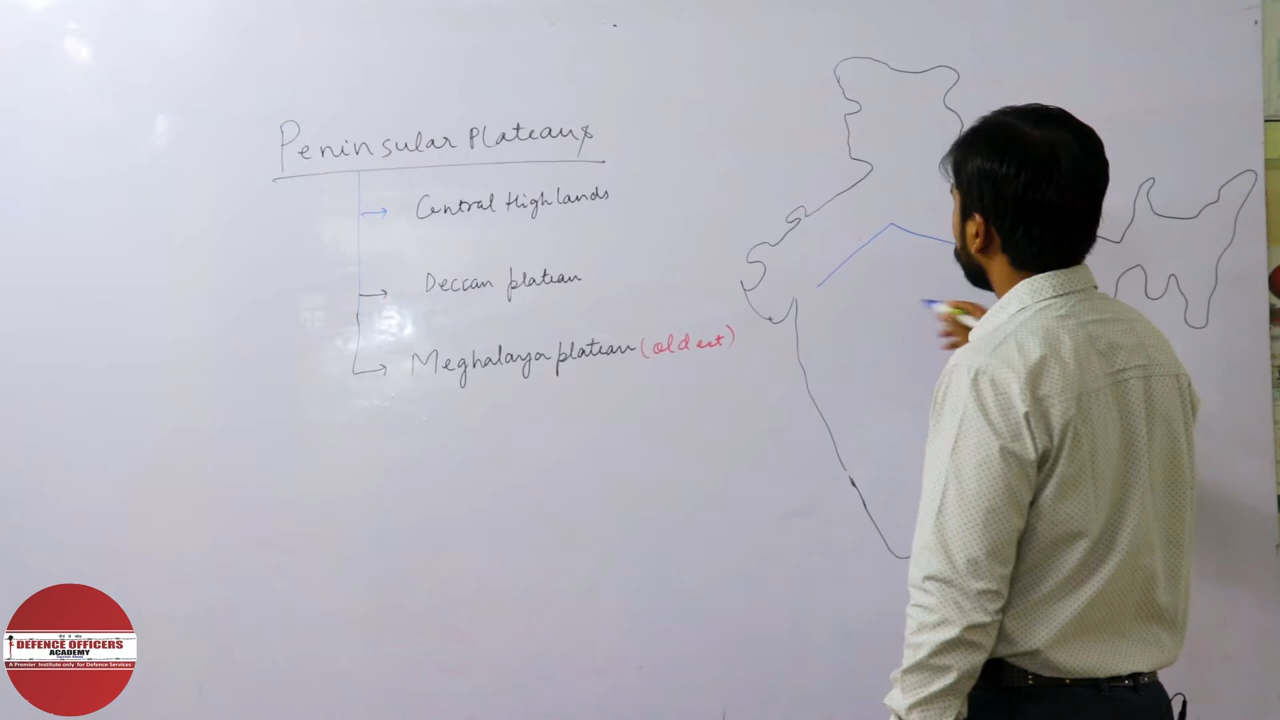 Peninsular Plateaux
Central Highlands
Deccan plateau
Meghalaya plateau (oldest)
DEFENCE OFFICERS
ACADEMY
A Premier Institute only for Defence Services